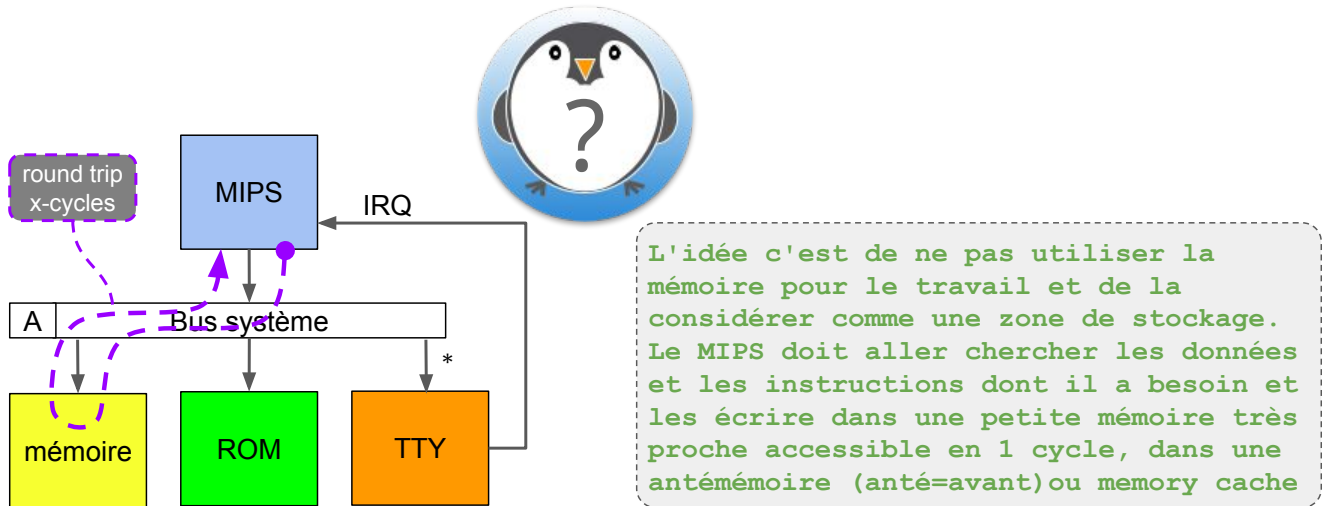 ?
round trip
x-cycles
MIPS
IRQ
A
Bus système
*
mémoire
ROM
TTY
L'idée c'est de ne pas utiliser la
mémoire pour le travail et de la
considérer comme une zone de stockage.
Le MIPS doit aller chercher les données
et les instructions dont il a besoin et
les écrire dans une petite mémoire très
proche accessible en 1 cycle, dans une
antémémoire (anté=avant)ou memory cache